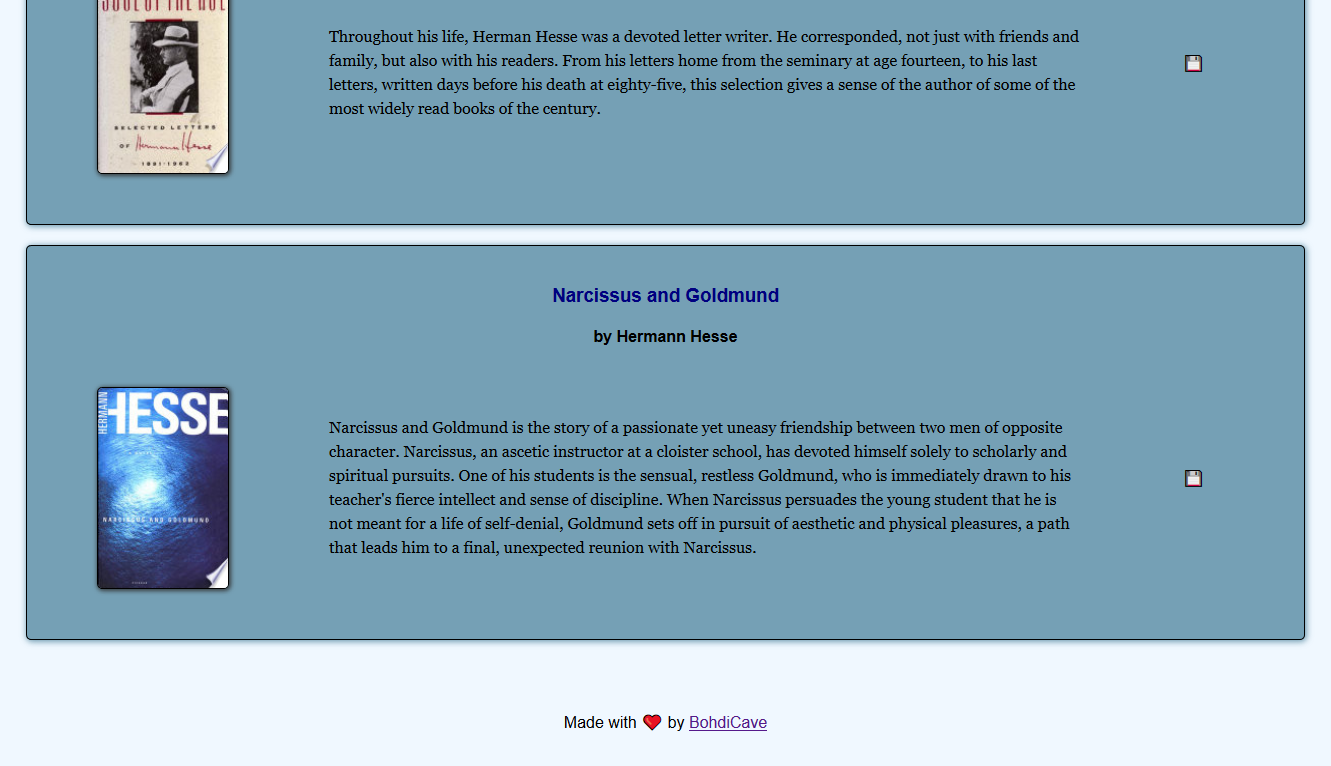 SOUL OF THE AGE
SELECTED LETTERS
OF Hermann Hesse
1891-1962
Throughout his life, Herman Hesse was a devoted letter writer. He corresponded, not just with friends and
family, but also with his readers. From his letters home from the seminary at age fourteen, to his last
letters, written days before his death at eighty-five, this selection gives a sense of the author of some of the
most widely read books of the century.
Narcissus and Goldmund
by Hermann Hesse
HERMANN
HESSE
NARCISSUS AND GOLDMUND
Narcissus and Goldmund is the story of a passionate yet uneasy friendship between two men of opposite
character. Narcissus, an ascetic instructor at a cloister school, has devoted himself solely to scholarly and
spiritual pursuits. One of his students is the sensual, restless Goldmund, who is immediately drawn to his
teacher's fierce intellect and sense of discipline. When Narcissus persuades the young student that he is
not meant for a life of self-denial, Goldmund sets off in pursuit of aesthetic and physical pleasures, a path
that leads him to a final, unexpected reunion with Narcissus.
Made with ❤ by BohdiCave